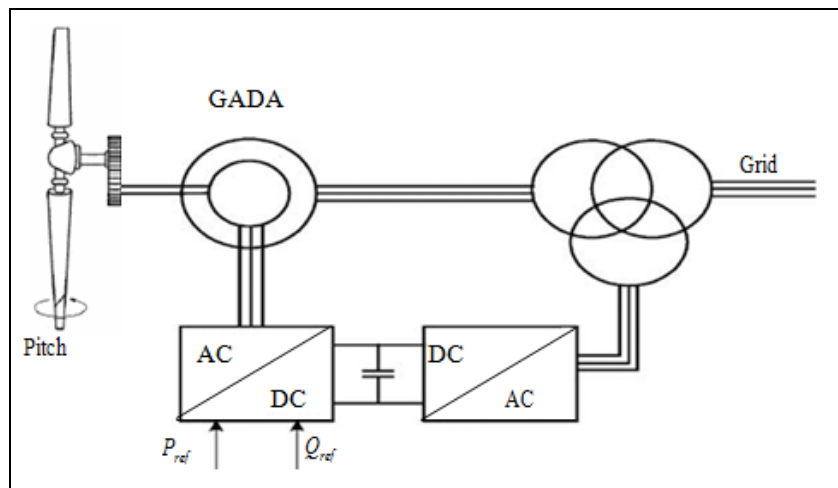 GADA
Grid
Pitch
AC
DC
DC
AC
P_ref
Q_ref